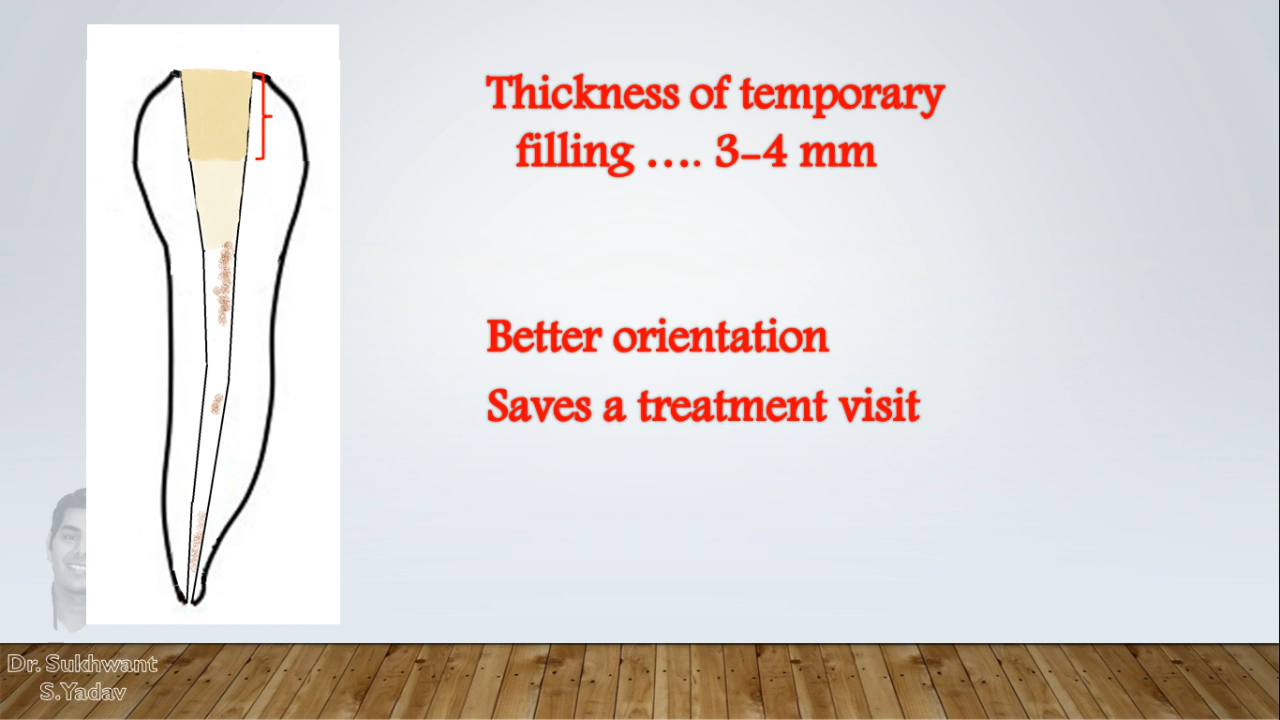 Thickness of temporary
filling .... 3-4 mm
Better orientation
Saves a treatment visit
Dr. Sukhwant
S.Yadav